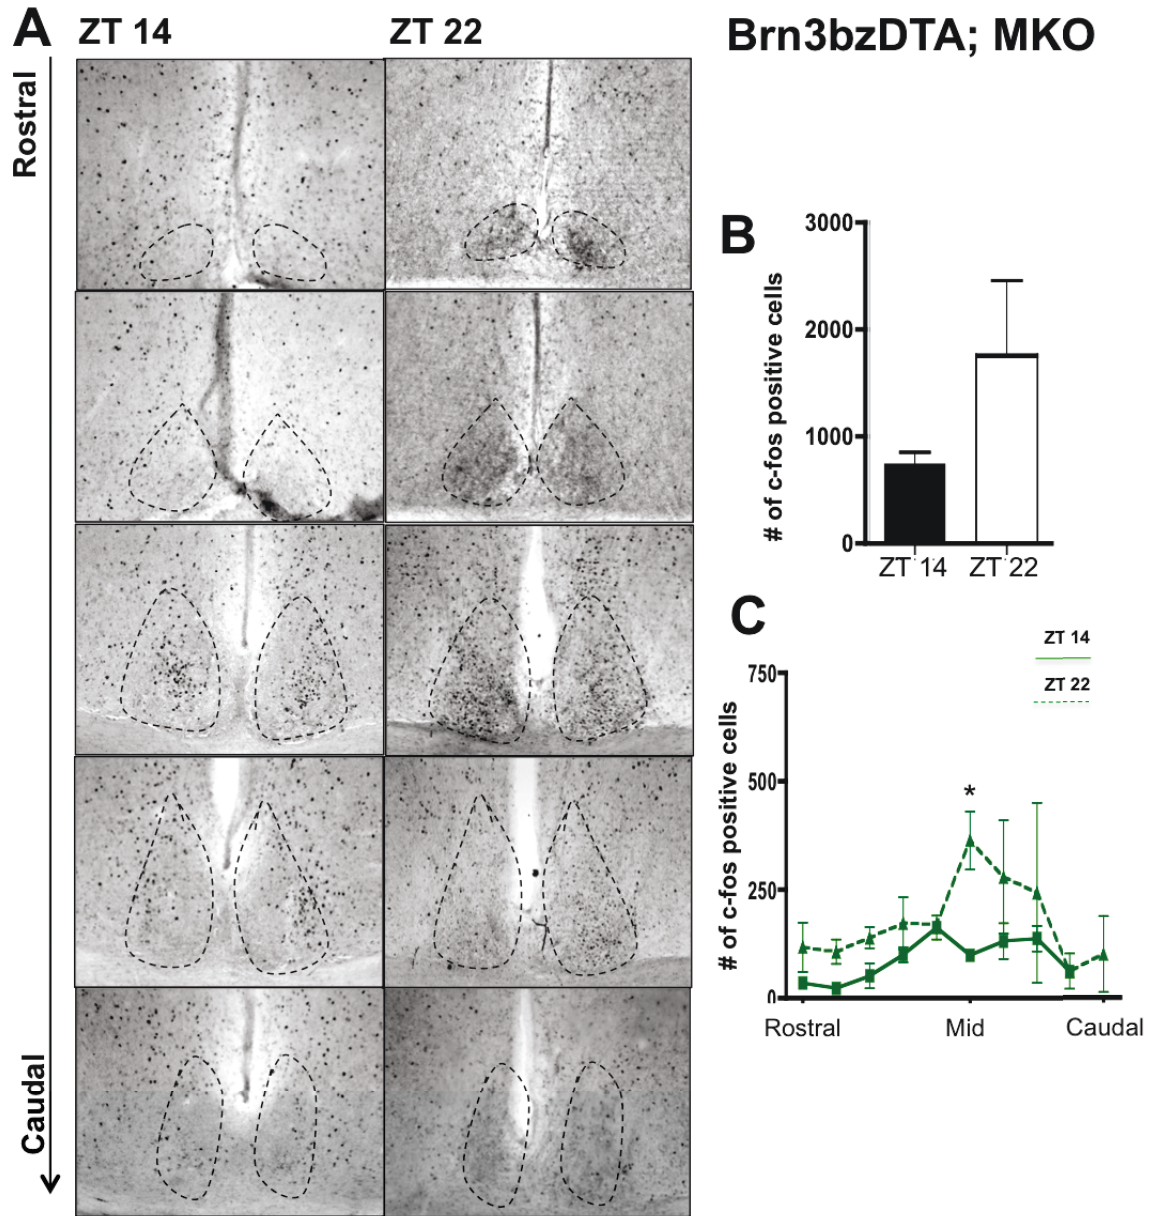 A ZT 14 ZT 22 Brn3bzDTA; MKO
Rostral
Caudal
B
3000
2000
1000
0
# of c-fos positive cells
ZT 14 ZT 22
C
ZT 14
ZT 22
750
500
250
0
# of c-fos positive cells
*
Rostral Mid Caudal